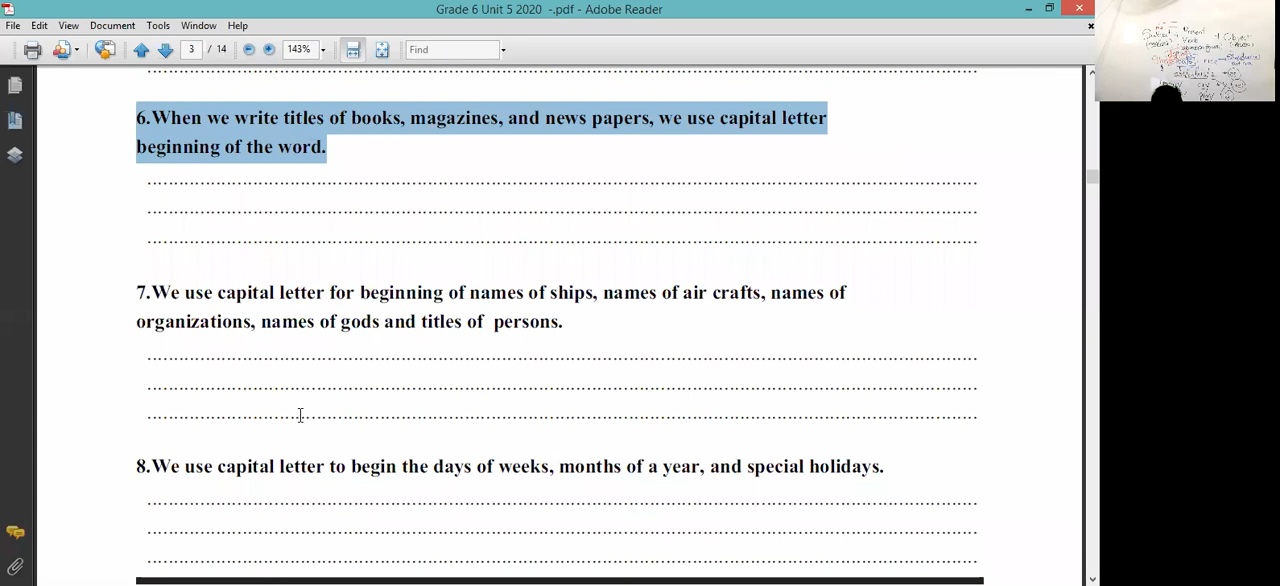 Grade 6 Unit 5 2020 -.pdf - Adobe Reader
File Edit View Document Tools Window Help
3 / 14 143% Find
6.When we write titles of books, magazines, and news papers, we use capital letter
beginning of the word.
7.We use capital letter for beginning of names of ships, names of air crafts, names of
organizations, names of gods and titles of persons.
8.We use capital letter to begin the days of weeks, months of a year, and special holidays.